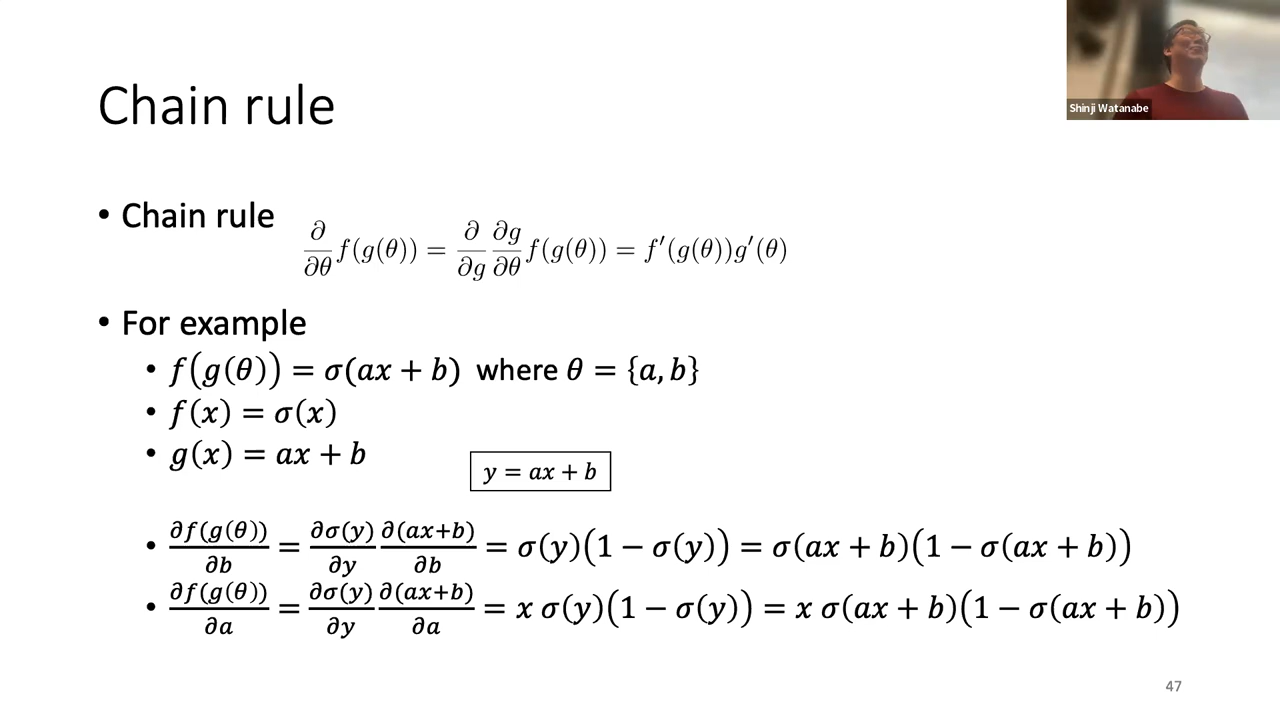 Shinji Watanabe
Chain rule
• Chain rule
∂/∂θ f(g(θ)) = ∂/∂g ∂g/∂θ f(g(θ)) = f′(g(θ))g′(θ)
• For example
• f(g(θ)) = σ(ax + b) where θ = {a, b}
• f(x) = σ(x)
• g(x) = ax + b
y = ax + b
• ∂f(g(θ))/∂b = ∂σ(y)/∂y ∂(ax+b)/∂b = σ(y)(1 − σ(y)) = σ(ax + b)(1 − σ(ax + b))
• ∂f(g(θ))/∂a = ∂σ(y)/∂y ∂(ax+b)/∂a = x σ(y)(1 − σ(y)) = x σ(ax + b)(1 − σ(ax + b))
47